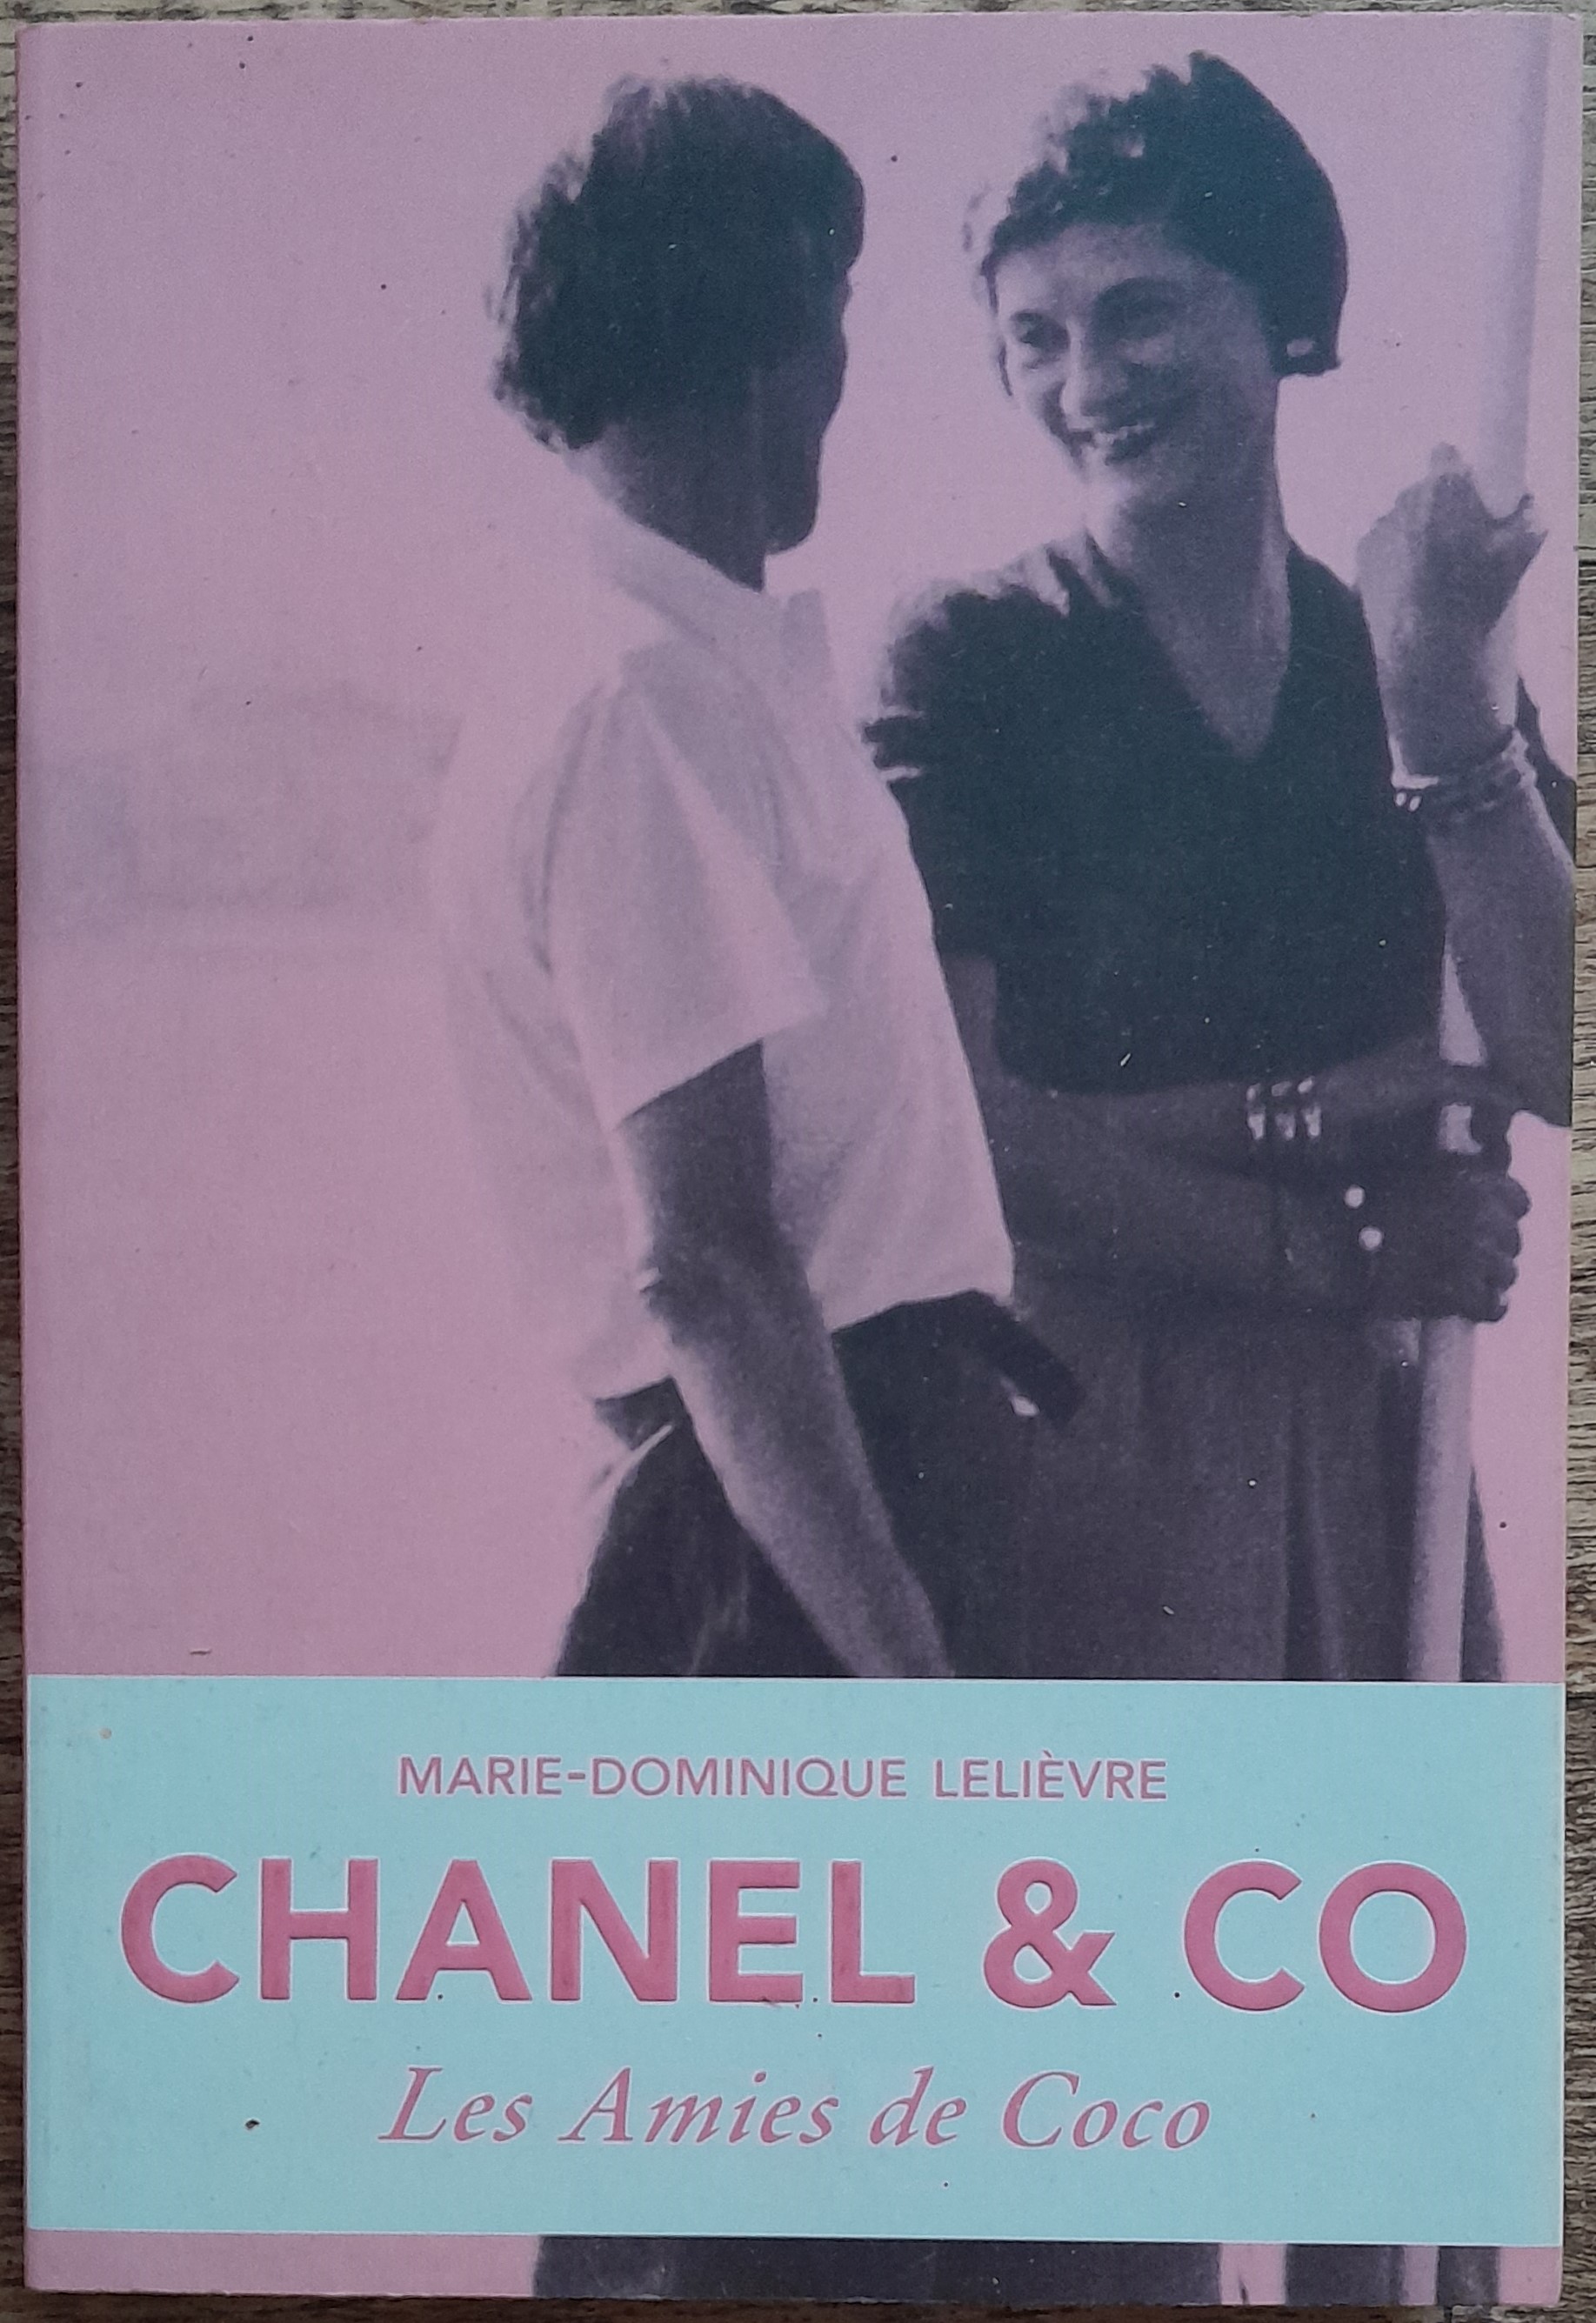 MARIE-DOMINIQUE LELIÈVRE
CHANEL & CO
Les Amies de Coco